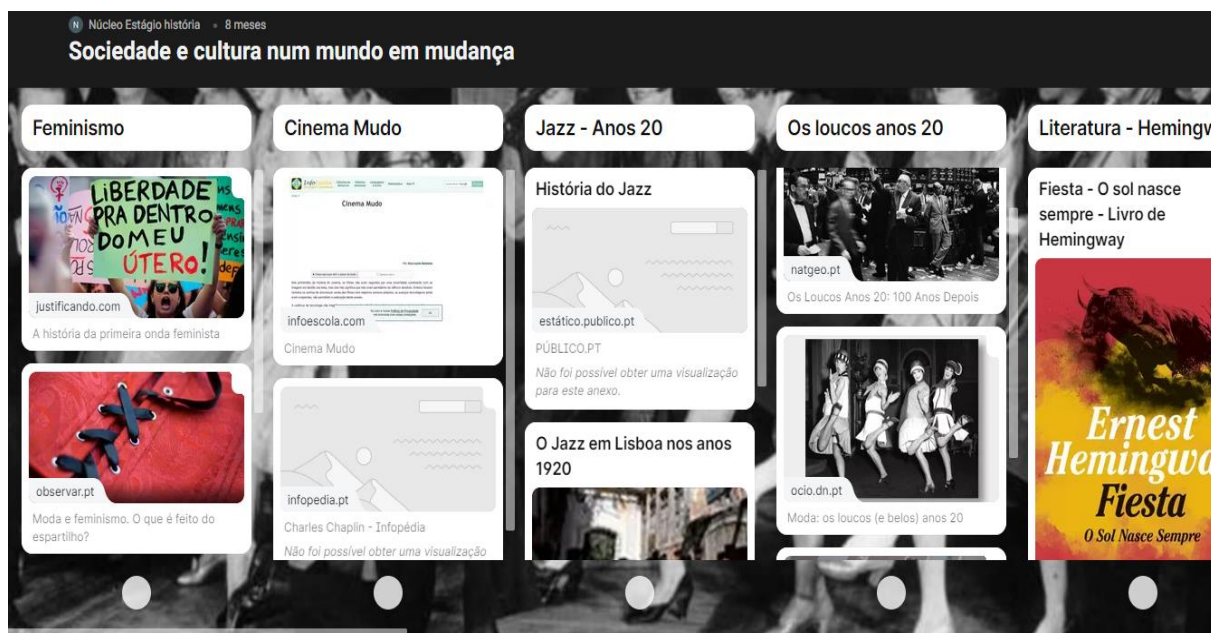 N Núcleo Estágio história • 8 meses
Sociedade e cultura num mundo em mudança
Feminismo
LiBERDADE
PRA DENTRO
DO MEU
ÚTERO!
justificando.com
A história da primeira onda feminista
observar.pt
Moda e feminismo. O que é feito do
espartilho?
Cinema Mudo
Cinema Mudo
infoescola.com
Cinema Mudo
infopedia.pt
Charles Chaplin - Infopédia
Não foi possível obter uma visualização
Jazz - Anos 20
História do Jazz
estático.publico.pt
PÚBLICO.PT
Não foi possível obter uma visualização
para este anexo.
O Jazz em Lisboa nos anos
1920
Os loucos anos 20
natgeo.pt
Os Loucos Anos 20: 100 Anos Depois
ocio.dn.pt
Moda: os loucos (e belos) anos 20
Literatura - Hemingw
Fiesta - O sol nasce
sempre - Livro de
Hemingway
Ernest
Hemingwa
Fiesta
O Sol Nasce Sempre